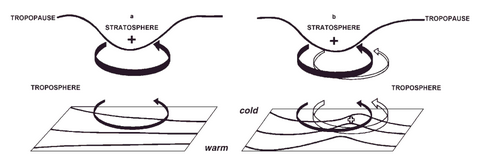 a
TROPOPAUSE
STRATOSPHERE
+
TROPOSPHERE
warm
b
TROPOPAUSE
STRATOSPHERE
+
TROPOSPHERE
cold
+